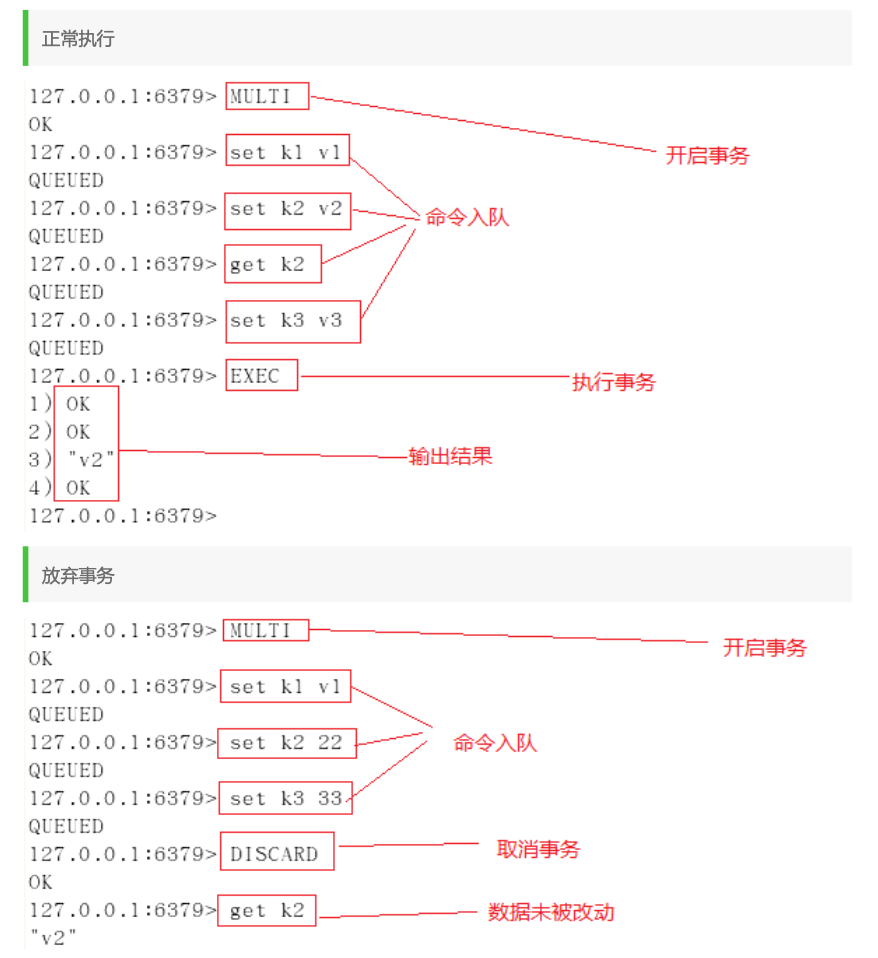 正常执行
127.0.0.1:6379> MULTI
OK
开启事务
127.0.0.1:6379> set k1 v1
QUEUED
127.0.0.1:6379> set k2 v2
命令入队
QUEUED
127.0.0.1:6379> get k2
QUEUED
127.0.0.1:6379> set k3 v3
QUEUED
127.0.0.1:6379> EXEC
执行事务
1) OK
2) OK
3) "v2"
输出结果
4) OK
127.0.0.1:6379>
放弃事务
127.0.0.1:6379> MULTI
开启事务
OK
127.0.0.1:6379> set k1 v1
QUEUED
127.0.0.1:6379> set k2 22
命令入队
QUEUED
127.0.0.1:6379> set k3 33
QUEUED
127.0.0.1:6379> DISCARD
取消事务
OK
127.0.0.1:6379> get k2
数据未被改动
"v2"